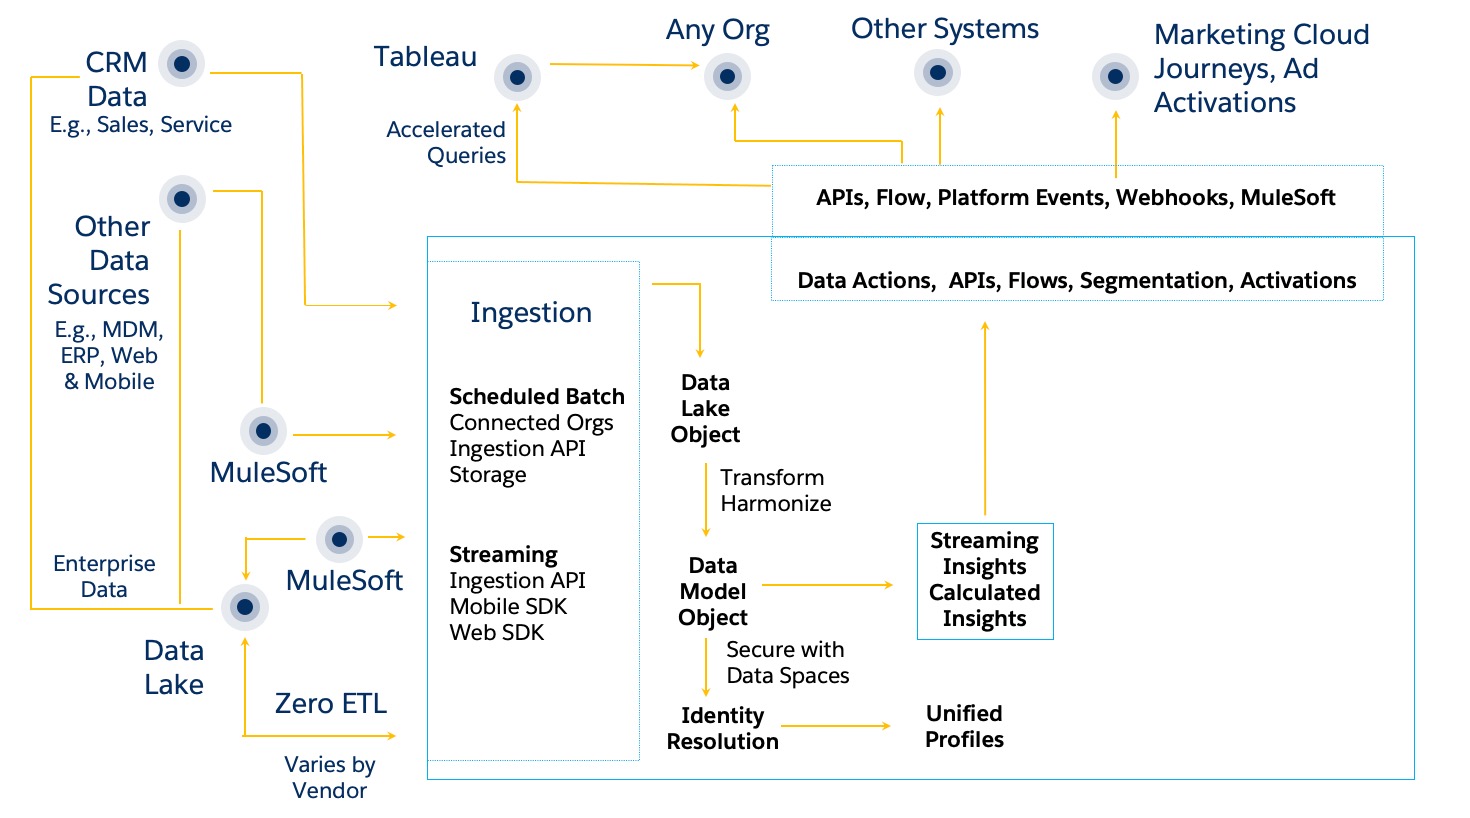 CRM
Data
E.g., Sales, Service
Tableau
Accelerated
Queries
Any Org
Other Systems
Marketing Cloud
Journeys, Ad
Activations
Other
Data
Sources
E.g., MDM,
ERP, Web
& Mobile
APIs, Flow, Platform Events, Webhooks, MuleSoft
Data Actions,  APIs, Flows, Segmentation, Activations
MuleSoft
MuleSoft
Enterprise
Data
Data
Lake
Zero ETL
Varies by
Vendor
Ingestion
Scheduled Batch
Connected Orgs
Ingestion API
Storage
Streaming
Ingestion API
Mobile SDK
Web SDK
Data
Lake
Object
Transform
Harmonize
Data
Model
Object
Secure with
Data Spaces
Identity
Resolution
Streaming
Insights
Calculated
Insights
Unified
Profiles